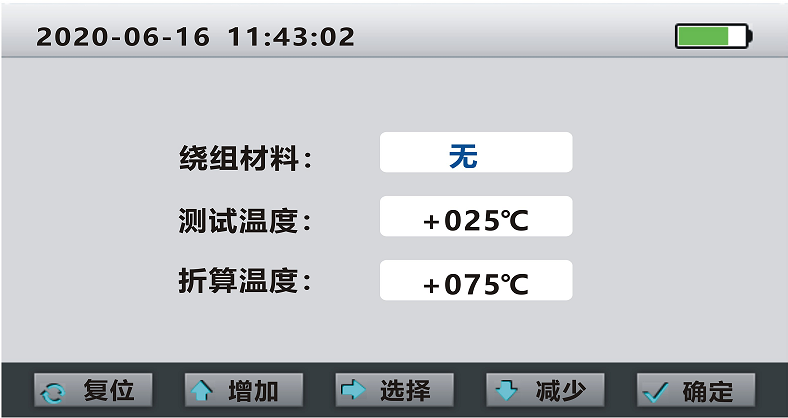 2020-06-16 11:43:02
绕组材料： 无
测试温度： +025℃
折算温度： +075℃
复位 增加 选择 减少 确定